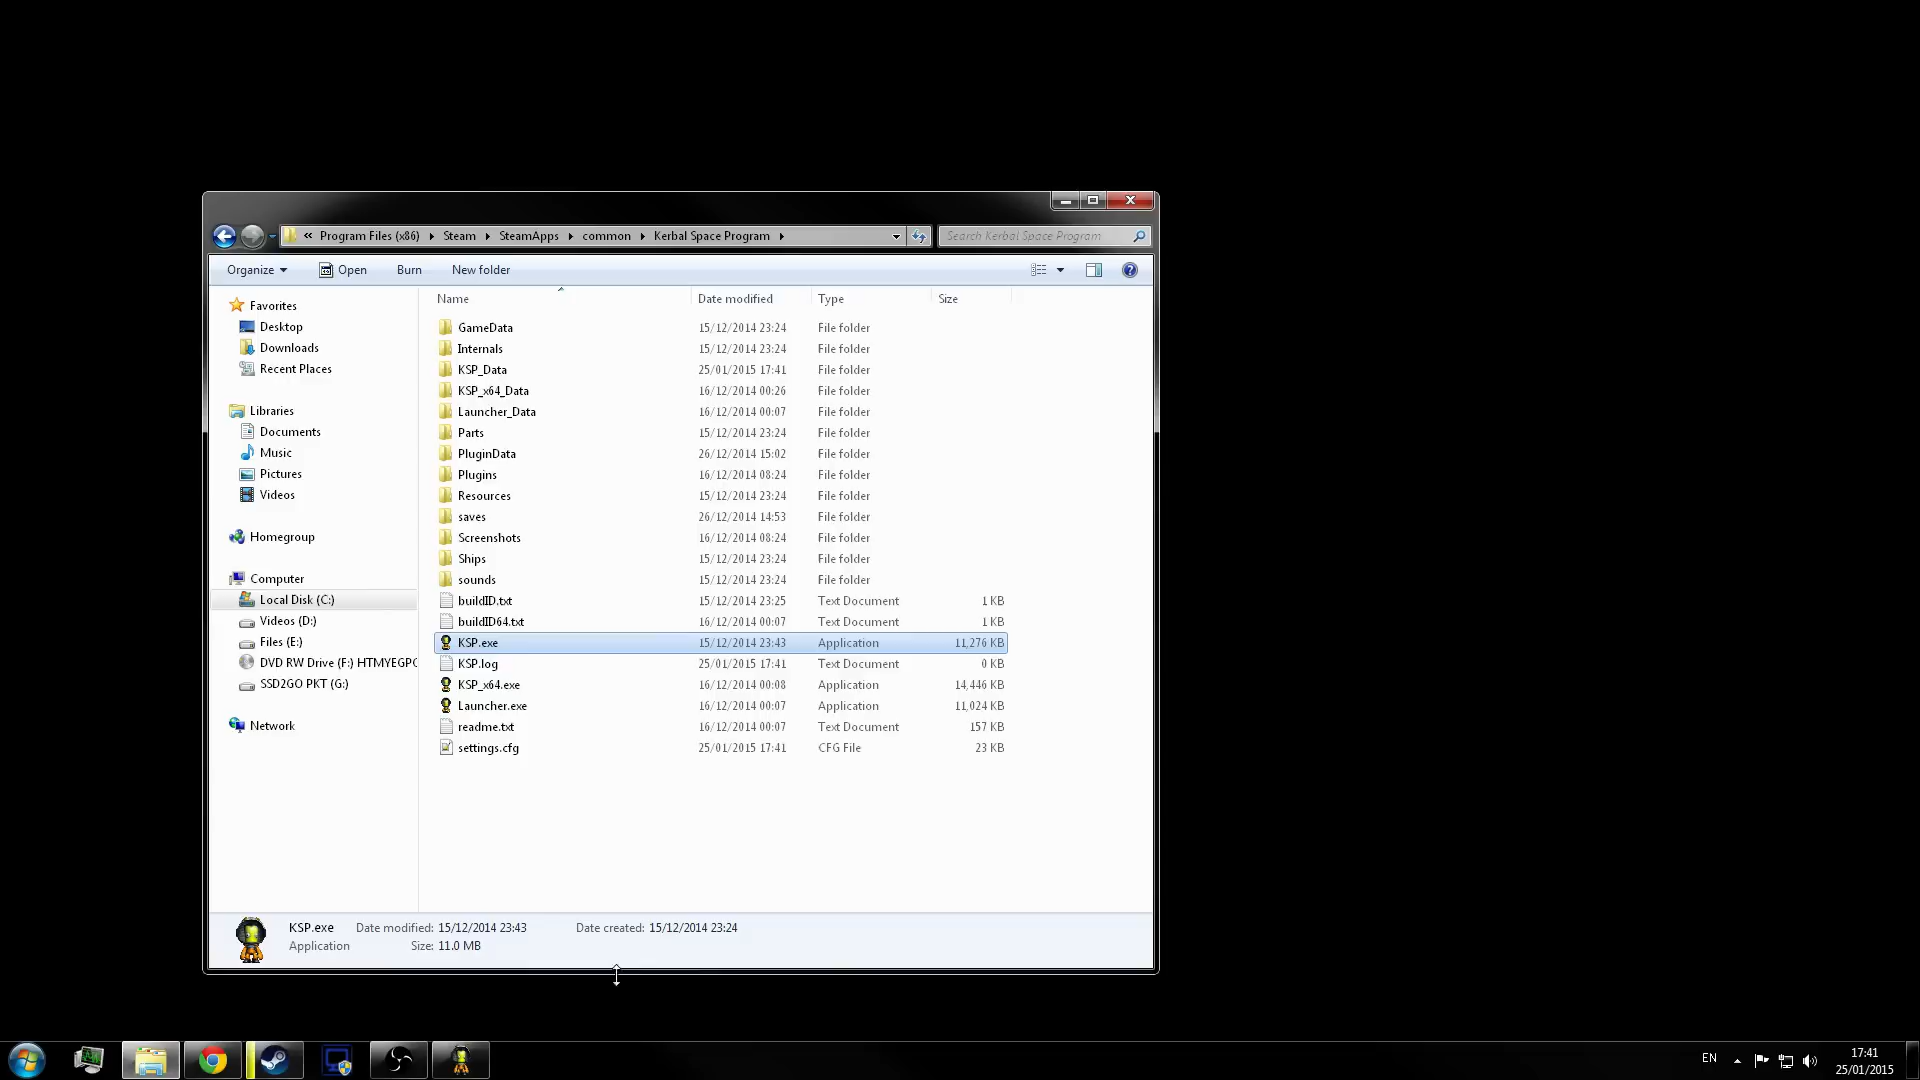 « Program Files (x86) Steam SteamApps common Kerbal Space Program Search Kerbal Space Program
Organize Open Burn New folder
Name Date modified Type Size
Favorites
Desktop
Downloads
Recent Places
Libraries
Documents
Music
Pictures
Videos
Homegroup
Computer
Local Disk (C:)
Videos (D:)
Files (E:)
DVD RW Drive (F:) HTMYEGPC
SSD2GO PKT (G:)
Network
GameData 15/12/2014 23:24 File folder
Internals 15/12/2014 23:24 File folder
KSP_Data 25/01/2015 17:41 File folder
KSP_x64_Data 16/12/2014 00:26 File folder
Launcher_Data 16/12/2014 00:07 File folder
Parts 15/12/2014 23:24 File folder
PluginData 26/12/2014 15:02 File folder
Plugins 16/12/2014 08:24 File folder
Resources 15/12/2014 23:24 File folder
saves 26/12/2014 14:53 File folder
Screenshots 16/12/2014 08:24 File folder
Ships 15/12/2014 23:24 File folder
sounds 15/12/2014 23:24 File folder
buildID.txt 15/12/2014 23:25 Text Document 1 KB
buildID64.txt 16/12/2014 00:07 Text Document 1 KB
KSP.exe 15/12/2014 23:43 Application 11,276 KB
KSP.log 25/01/2015 17:41 Text Document 0 KB
KSP_x64.exe 16/12/2014 00:08 Application 14,446 KB
Launcher.exe 16/12/2014 00:07 Application 11,024 KB
readme.txt 16/12/2014 00:07 Text Document 157 KB
settings.cfg 25/01/2015 17:41 CFG File 23 KB
KSP.exe Date modified: 15/12/2014 23:43 Date created: 15/12/2014 23:24
Application Size: 11.0 MB
EN 17:41
25/01/2015